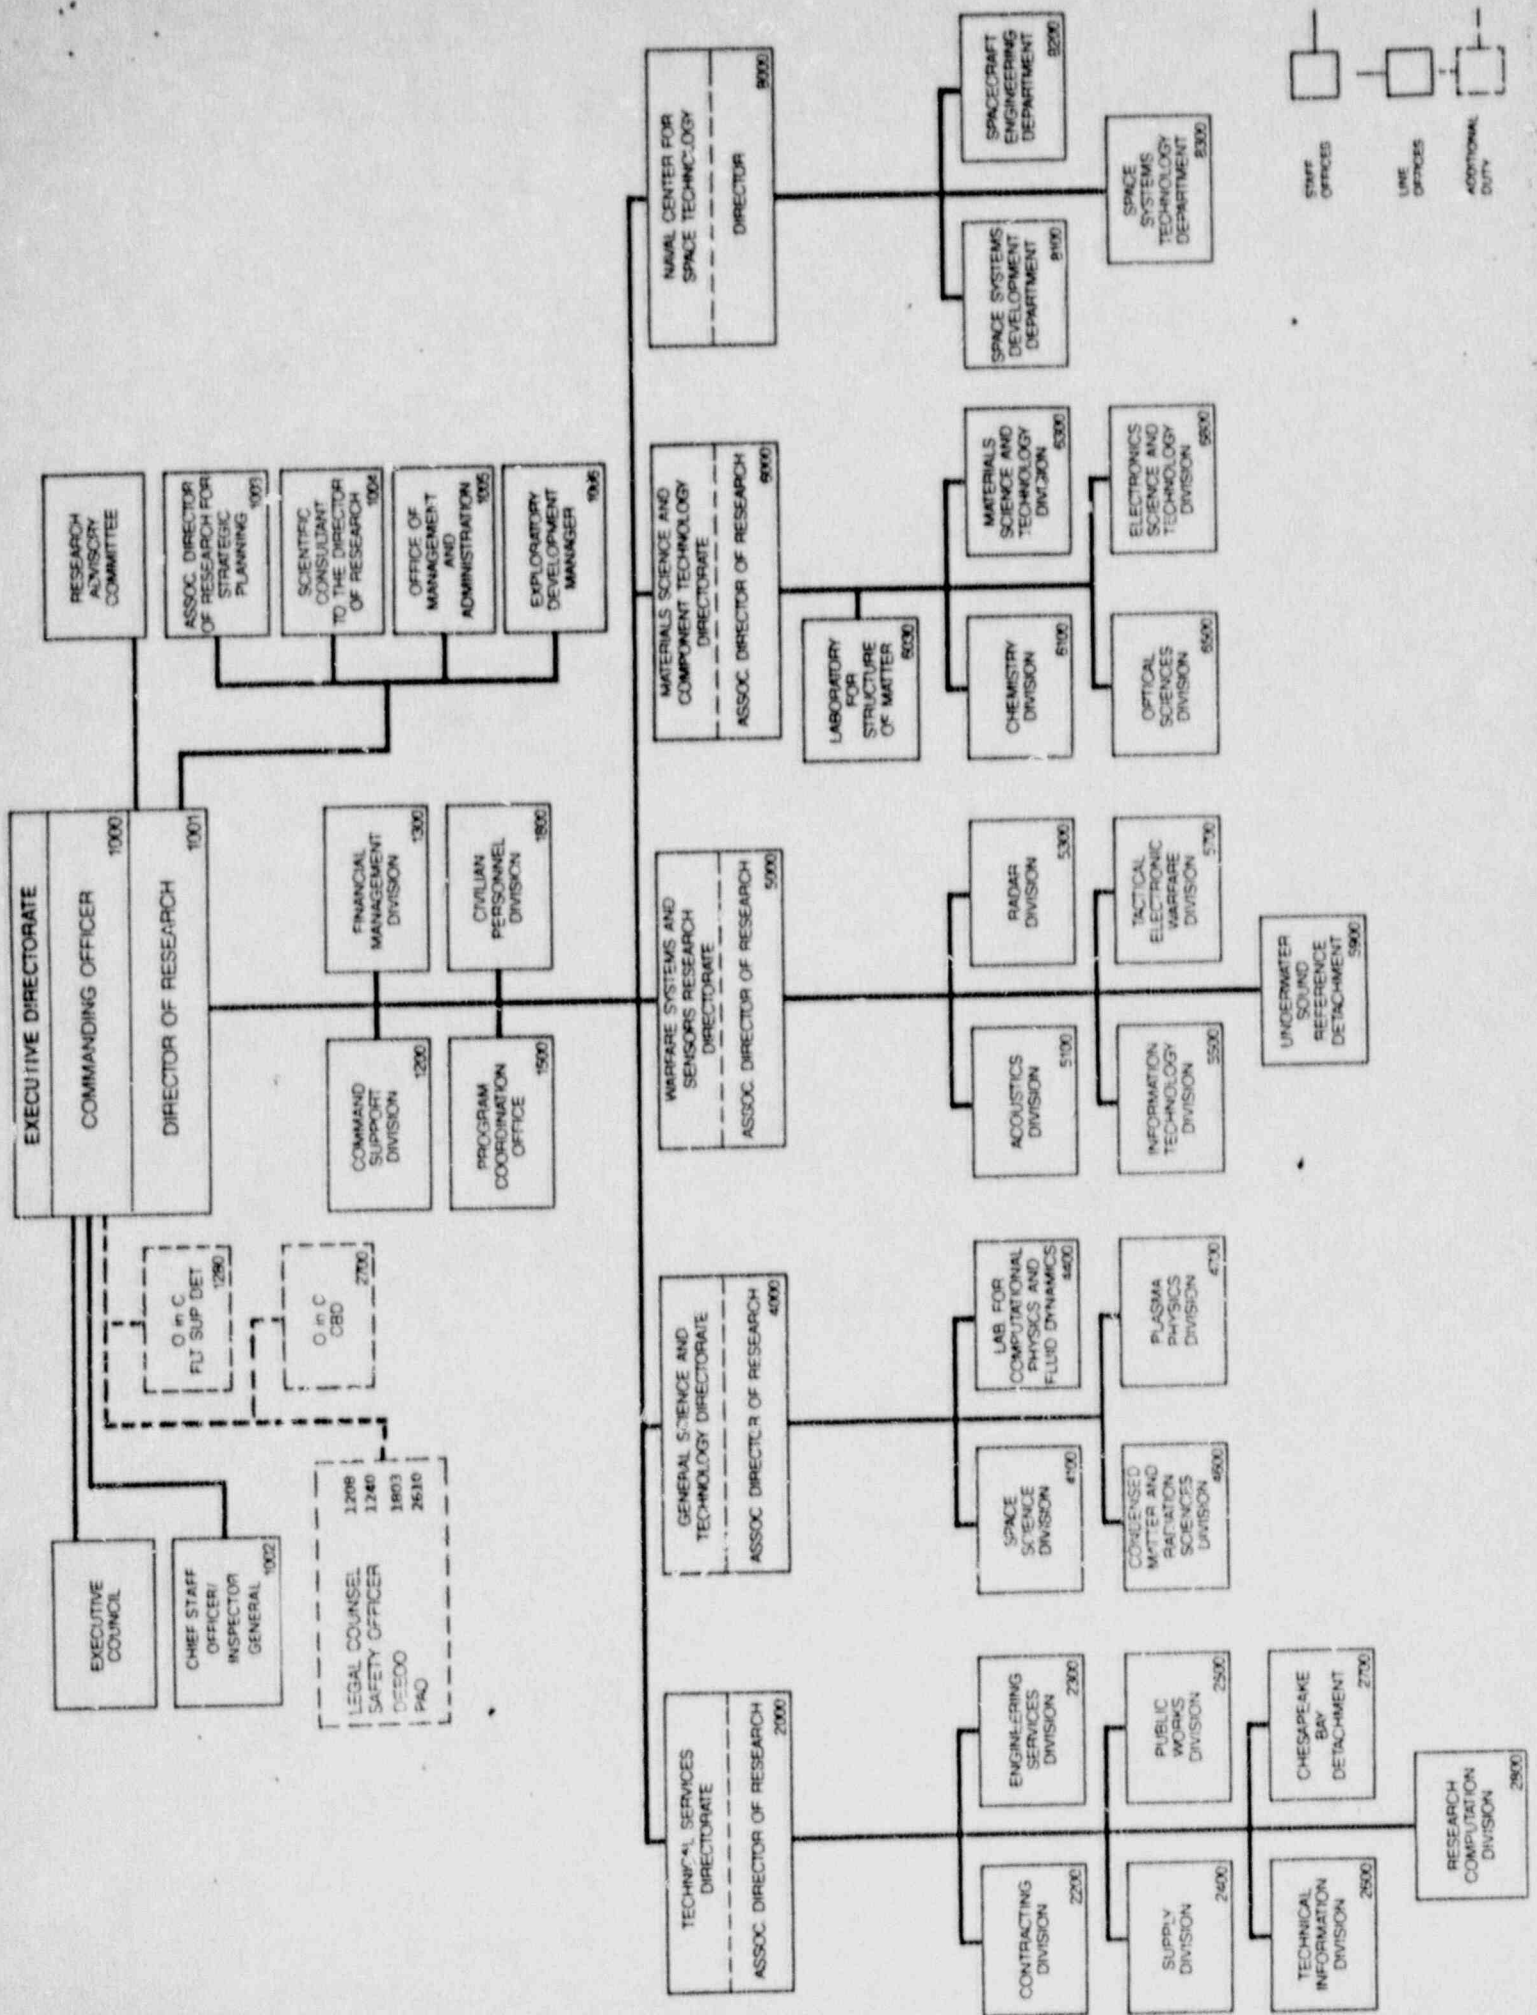 EXECUTIVE DIRECTORATE
COMMANDING OFFICER
1000
DIRECTOR OF RESEARCH
1001
EXECUTIVE
COUNCIL
CHIEF STAFF
OFFICER/
INSPECTOR
GENERAL
1002
LEGAL COUNSEL 1208
SAFETY OFFICER 1240
DEEDO 1803
PAO 2610
O in C
FLT SUP DET
1280
O in C
CBD
2700
RESEARCH
ADVISORY
COMMITTEE
ASSOC. DIRECTOR
OF RESEARCH FOR
STRATEGIC
PLANNING
1003
SCIENTIFIC
CONSULTANT
TO THE DIRECTOR
OF RESEARCH
1004
OFFICE OF
MANAGEMENT
AND
ADMINISTRATION
1005
EXPLORATORY
DEVELOPMENT
MANAGER
1006
COMMAND
SUPPORT
DIVISION
1200
FINANCIAL
MANAGEMENT
DIVISION
1300
PROGRAM
COORDINATION
OFFICE
1500
CIVILIAN
PERSONNEL
DIVISION
1800
TECHNICAL SERVICES
DIRECTORATE
ASSOC. DIRECTOR OF RESEARCH
2000
GENERAL SCIENCE AND
TECHNOLOGY DIRECTORATE
ASSOC DIRECTOR OF RESEARCH
4000
WARFARE SYSTEMS AND
SENSORS RESEARCH
DIRECTORATE
ASSOC. DIRECTOR OF RESEARCH
5000
MATERIALS SCIENCE AND
COMPONENT TECHNOLOGY
DIRECTORATE
ASSOC. DIRECTOR OF RESEARCH
6000
NAVAL CENTER FOR
SPACE TECHNOLOGY
DIRECTOR
8000
CONTRACTING
DIVISION
2200
ENGINEERING
SERVICES
DIVISION
2300
SUPPLY
DIVISION
2400
PUBLIC
WORKS
DIVISION
2500
TECHNICAL
INFORMATION
DIVISION
2600
CHESAPEAKE
BAY
DETACHMENT
2700
RESEARCH
COMPUTATION
DIVISION
2800
SPACE
SCIENCE
DIVISION
4100
LAB. FOR
COMPUTATIONAL
PHYSICS AND
FLUID DYNAMICS
4400
CONDENSED
MATTER AND
RADIATION
SCIENCES
DIVISION
4600
PLASMA
PHYSICS
DIVISION
4700
ACOUSTICS
DIVISION
5100
RADAR
DIVISION
5300
INFORMATION
TECHNOLOGY
DIVISION
5500
TACTICAL
ELECTRONIC
WARFARE
DIVISION
5700
UNDERWATER
SOUND
REFERENCE
DETACHMENT
5900
LABORATORY
FOR
STRUCTURE
OF MATTER
6030
CHEMISTRY
DIVISION
6100
MATERIALS
SCIENCE AND
TECHNOLOGY
DIVISION
6300
OPTICAL
SCIENCES
DIVISION
6500
ELECTRONICS
SCIENCE AND
TECHNOLOGY
DIVISION
6800
SPACE SYSTEMS
DEVELOPMENT
DEPARTMENT
8100
SPACECRAFT
ENGINEERING
DEPARTMENT
8200
SPACE
SYSTEMS
TECHNOLOGY
DEPARTMENT
8300
STAFF
OFFICES
LINE
OFFICES
ADDITIONAL
DUTY